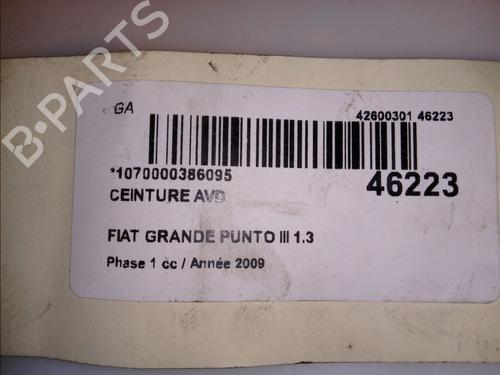 B-PARTS
GA
42600301 46223
*1070000386095
46223
CEINTURE AVD
FIAT GRANDE PUNTO III 1.3
Phase 1 cc / Année 2009